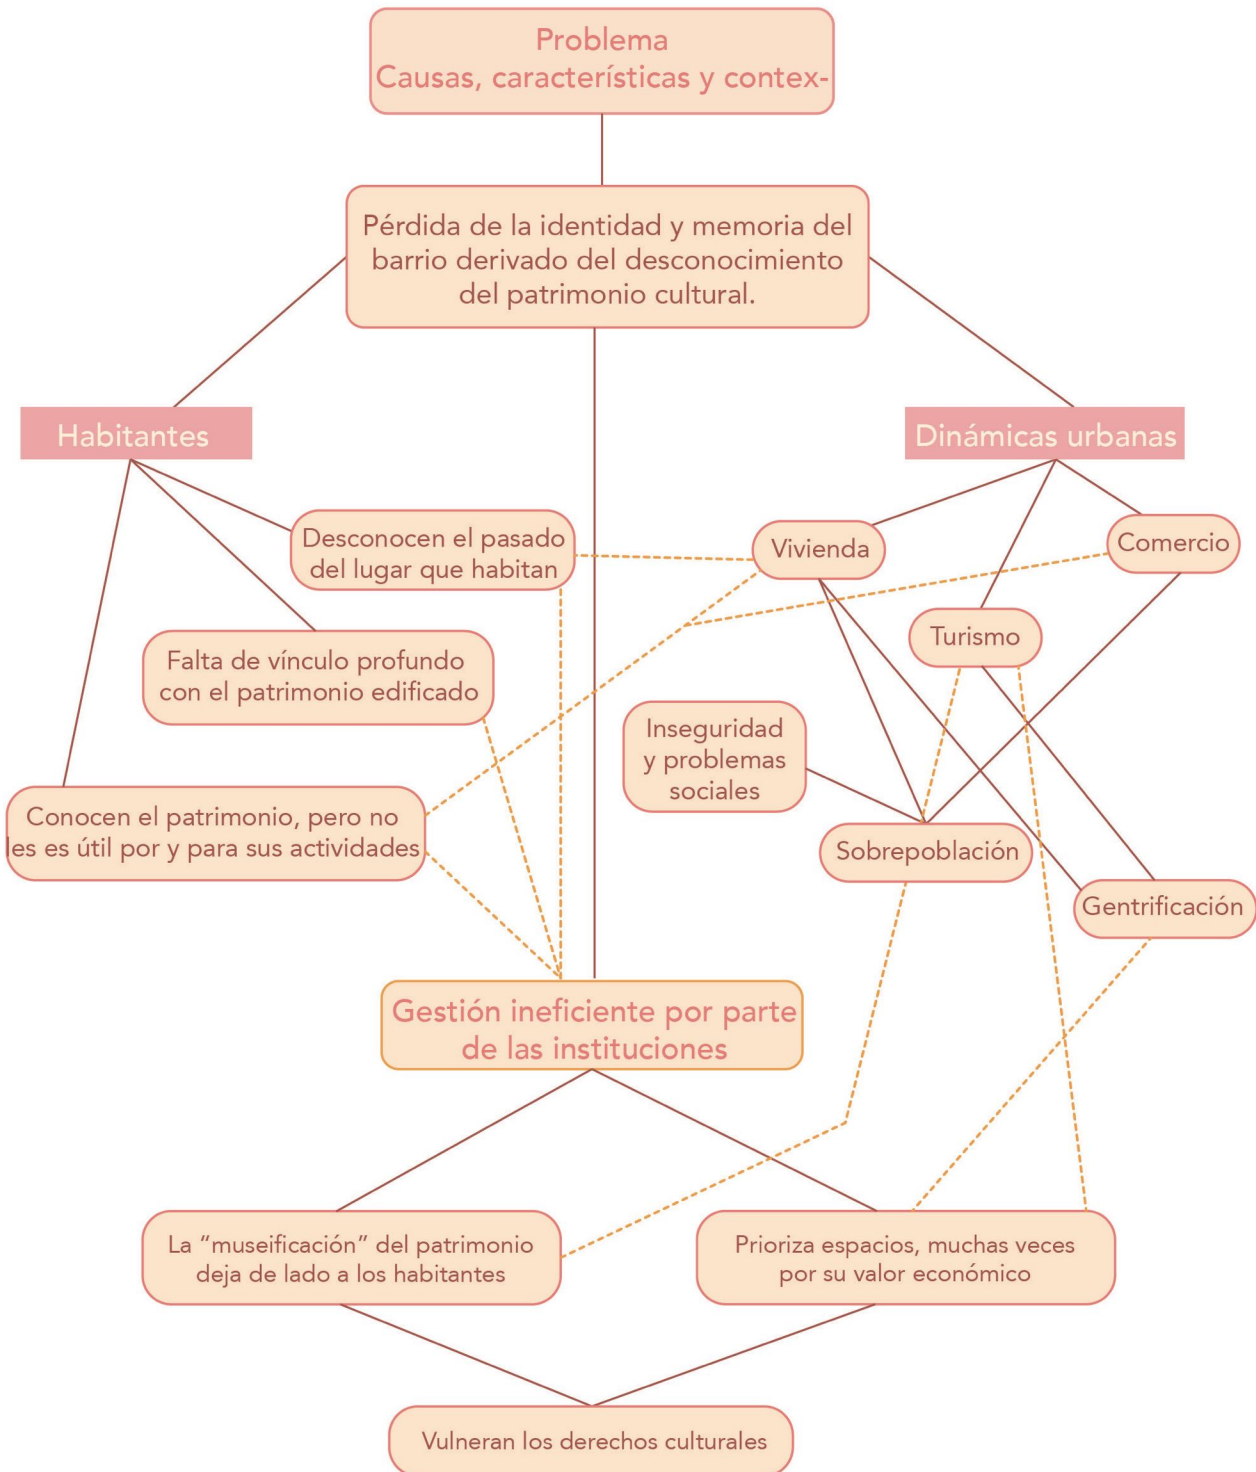 Problema
Causas, características y contex-
Pérdida de la identidad y memoria del
barrio derivado del desconocimiento
del patrimonio cultural.
Habitantes
Dinámicas urbanas
Desconocen el pasado
del lugar que habitan
Vivienda
Comercio
Falta de vínculo profundo
con el patrimonio edificado
Turismo
Inseguridad
y problemas
sociales
Conocen el patrimonio, pero no
les es útil por y para sus actividades
Sobrepoblación
Gentrificación
Gestión ineficiente por parte
de las instituciones
La “museificación” del patrimonio
deja de lado a los habitantes
Prioriza espacios, muchas veces
por su valor económico
Vulneran los derechos culturales